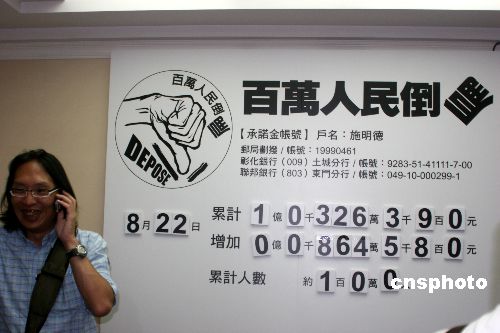 百萬人民倒扁
DEPOSE
百萬人民倒扁
【承諾金帳號】戶名：施明德
郵局劃撥/帳號：19990461
彰化銀行（009）土城分行/帳號：9283-51-41111-7-00
聯邦銀行（803）東門分行/帳號：049-10-000299-1
8月22日
累計 1億0千326萬3千9百0元
增加 0億0千864萬5千8百0元
累計人數 約1百0 0
cnsphoto